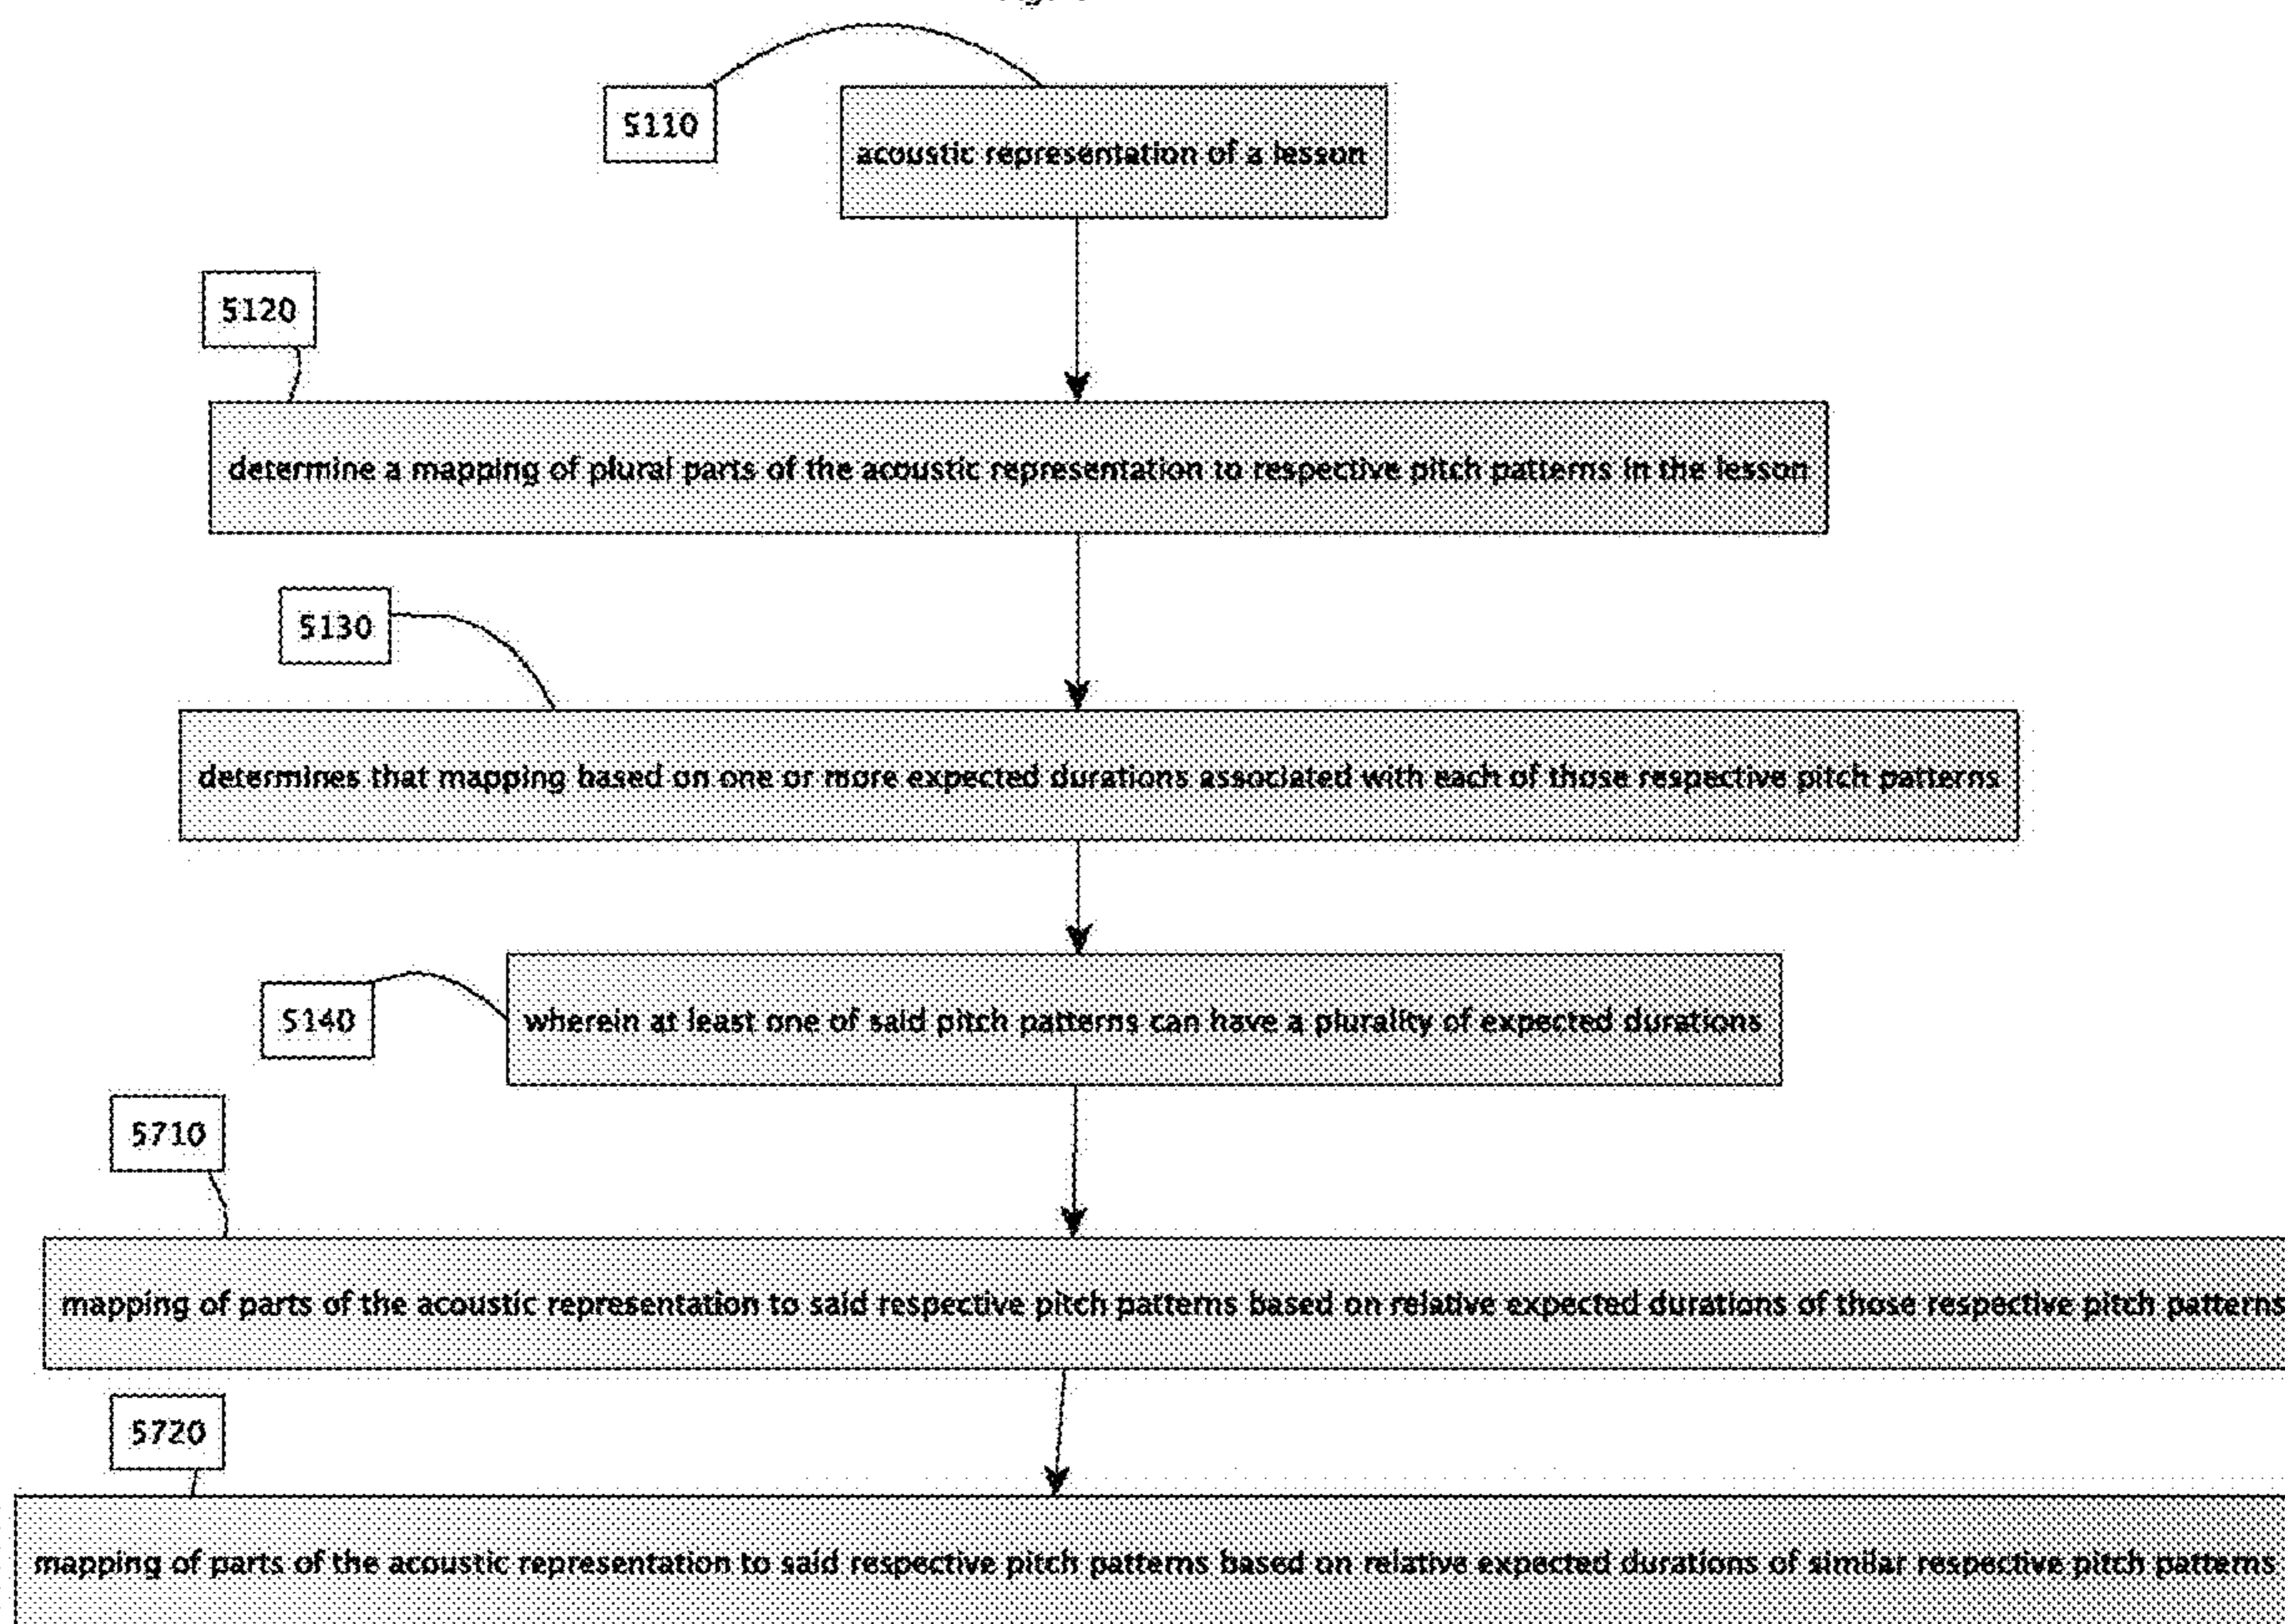 5110
acoustic representation of a lesson
5120
determine a mapping of plural parts of the acoustic representation to respective pitch patterns in the lesson
5130
determines that mapping based on one or more expected durations associated with each of those respective pitch patterns
5140
wherein at least one of said pitch patterns can have a plurality of expected durations
5710
mapping of parts of the acoustic representation to said respective pitch patterns based on relative expected durations of those respective pitch patterns
5720
mapping of parts of the acoustic representation to said respective pitch patterns based on relative expected durations of similar respective pitch patterns